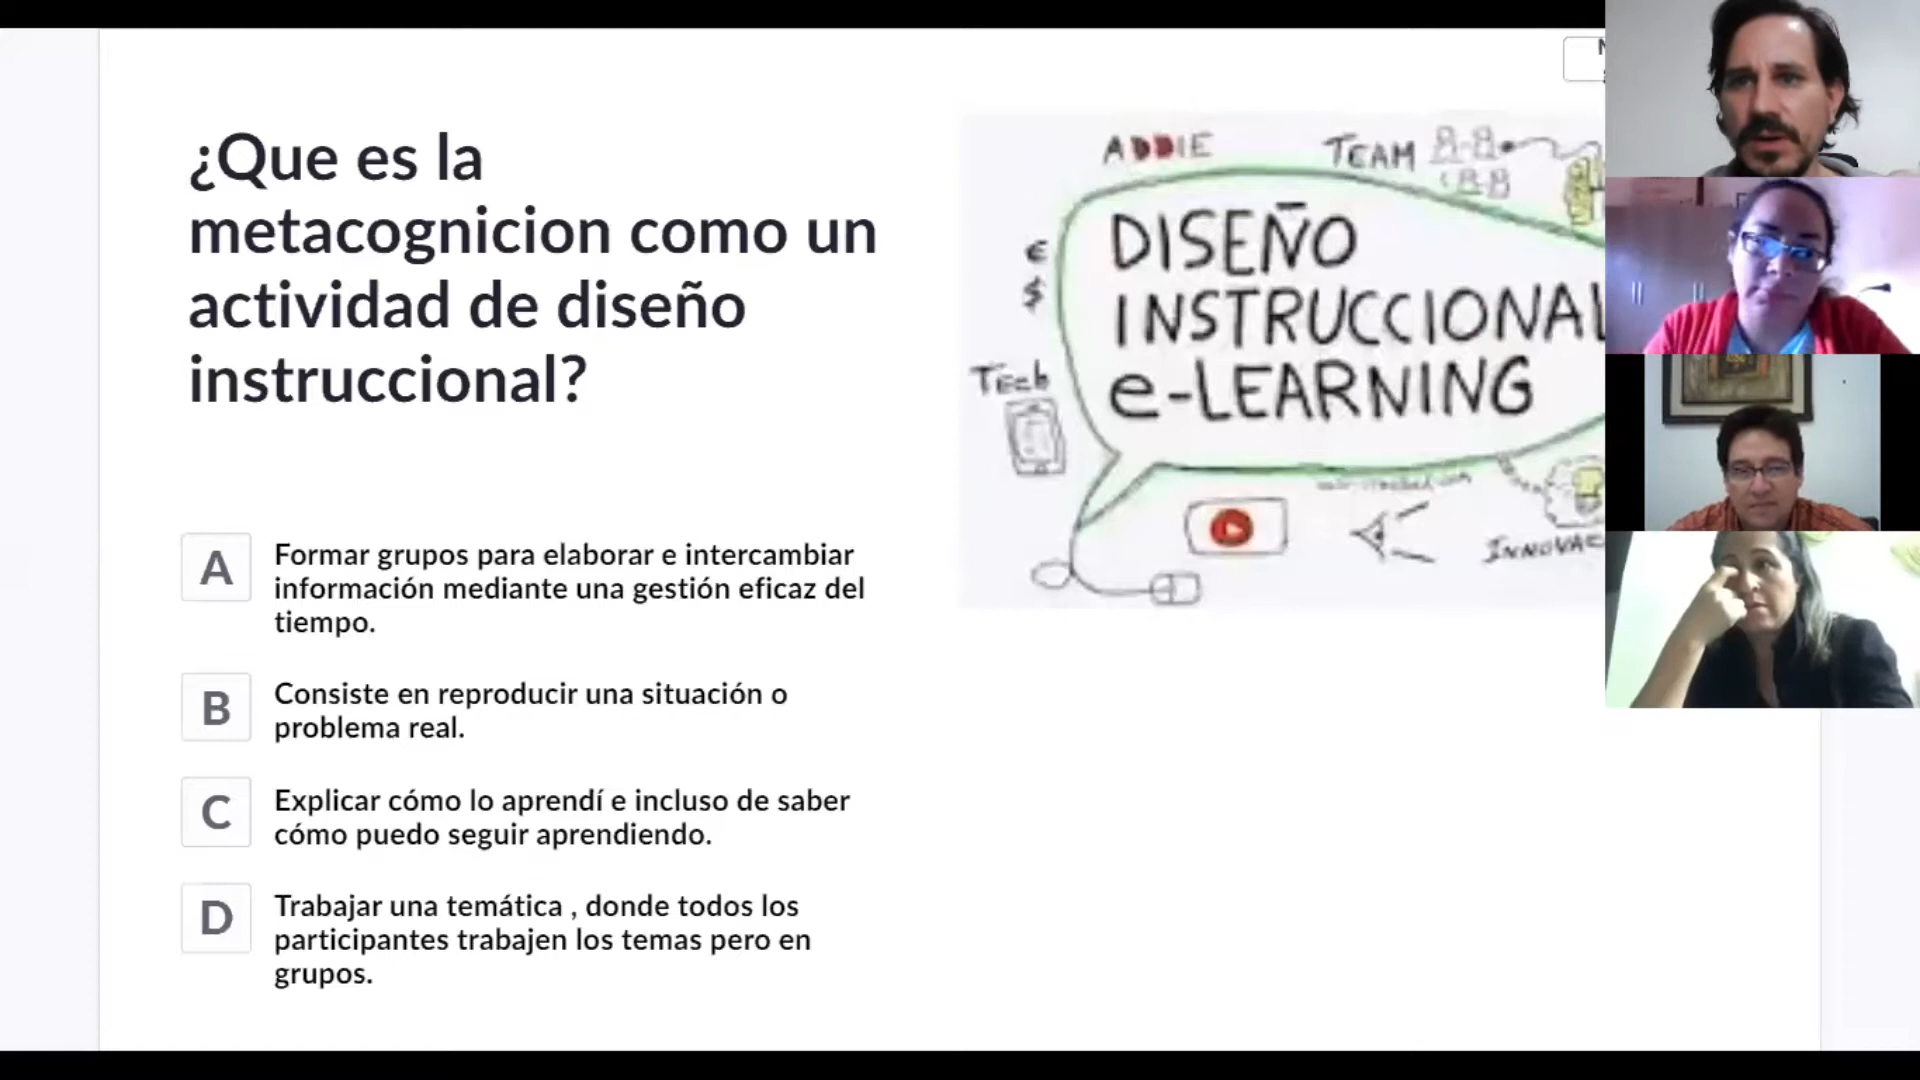 ¿Que es la
metacognicion como un
actividad de diseño
instruccional?
A
Formar grupos para elaborar e intercambiar
información mediante una gestión eficaz del
tiempo.
B
Consiste en reproducir una situación o
problema real.
C
Explicar cómo lo aprendí e incluso de saber
cómo puedo seguir aprendiendo.
D
Trabajar una temática , donde todos los
participantes trabajen los temas pero en
grupos.
ADDIE
TEAM
€
$
DISEÑO
INSTRUCCIONAL
e-LEARNING
Tech